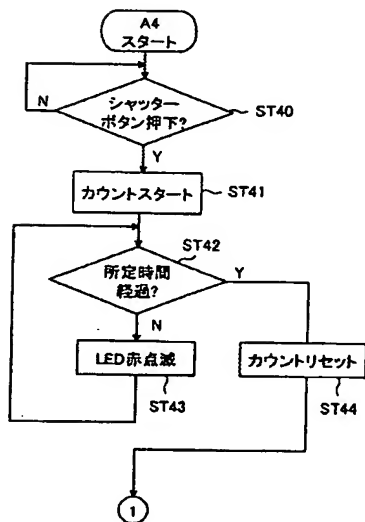 A4
スタート
N
シャッター
ボタン押下?
ST40
Y
カウントスタート
ST41
ST42
所定時間
経過?
Y
N
LED赤点滅
ST43
カウントリセット
ST44
1